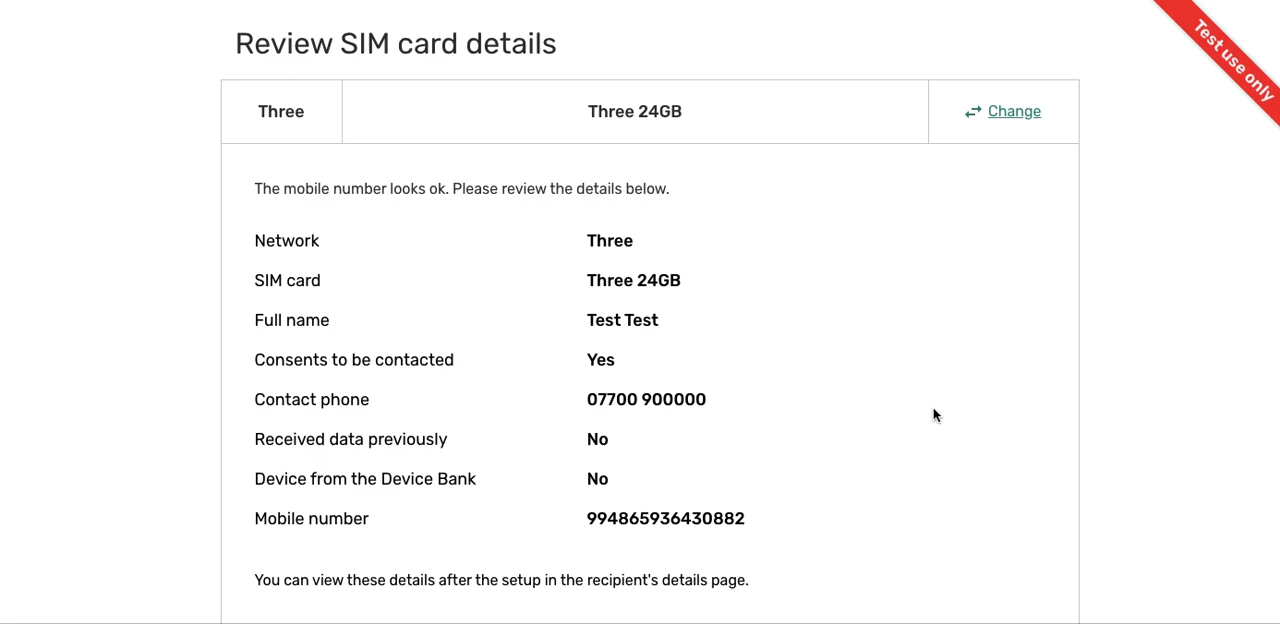 Review SIM card details
Test use only
Three
Three 24GB
Change
The mobile number looks ok. Please review the details below.
Network Three
SIM card Three 24GB
Full name Test Test
Consents to be contacted Yes
Contact phone 07700 900000
Received data previously No
Device from the Device Bank No
Mobile number 994865936430882
You can view these details after the setup in the recipient's details page.